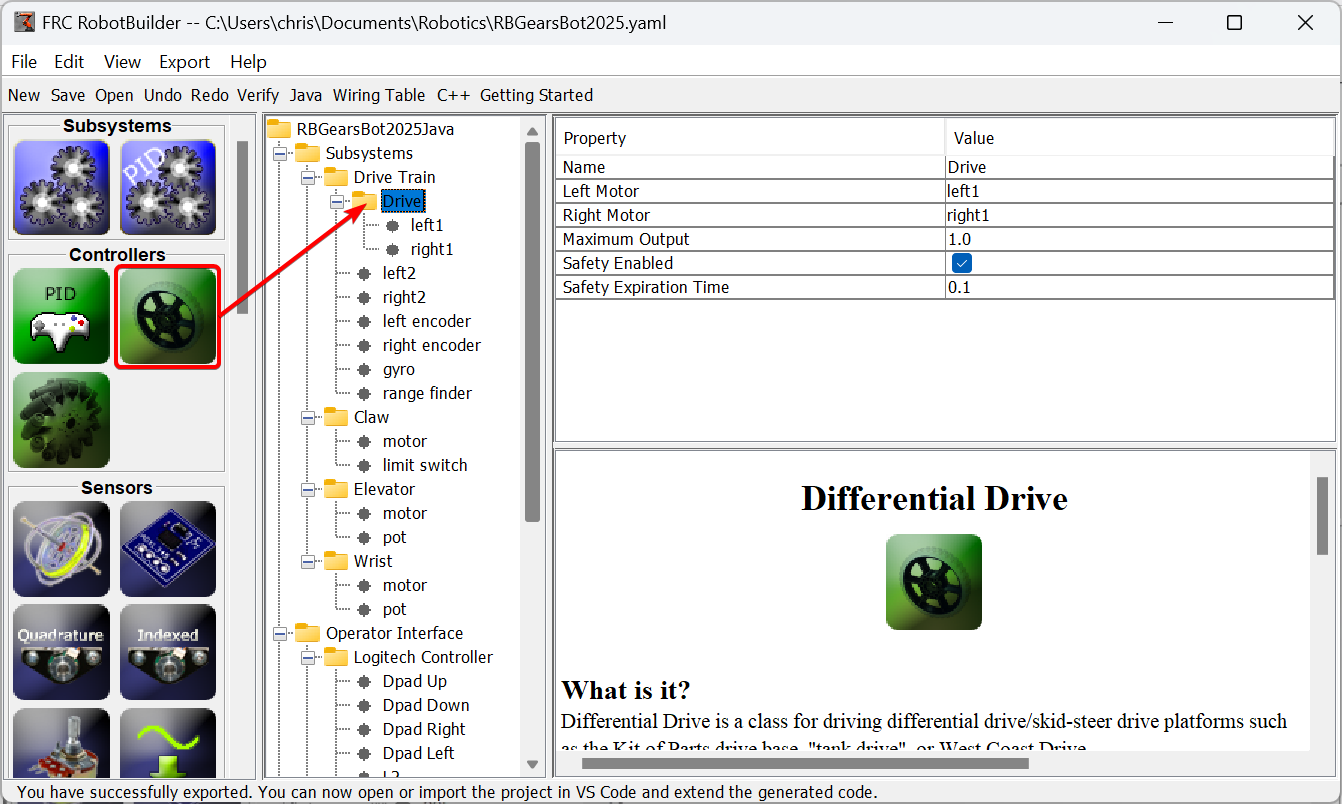 FRC RobotBuilder -- C:\Users\chris\Documents\Robotics\RBGearsBot2025.yaml
File Edit View Export Help
New Save Open Undo Redo Verify Java Wiring Table C++ Getting Started
Subsystems
PID
Controllers
PID
Sensors
Quadrature
Indexed
RBGearsBot2025Java
Subsystems
Drive Train
Drive
left1
right1
left2
right2
left encoder
right encoder
gyro
range finder
Claw
motor
limit switch
Elevator
motor
pot
Wrist
motor
pot
Operator Interface
Logitech Controller
Dpad Up
Dpad Down
Dpad Right
Dpad Left
L2
Property Value
Name Drive
Left Motor left1
Right Motor right1
Maximum Output 1.0
Safety Enabled
Safety Expiration Time 0.1
Differential Drive
What is it?
Differential Drive is a class for driving differential drive/skid-steer drive platforms such
as the Kit of Parts drive base, "tank drive", or West Coast Drive.
You have successfully exported. You can now open or import the project in VS Code and extend the generated code.